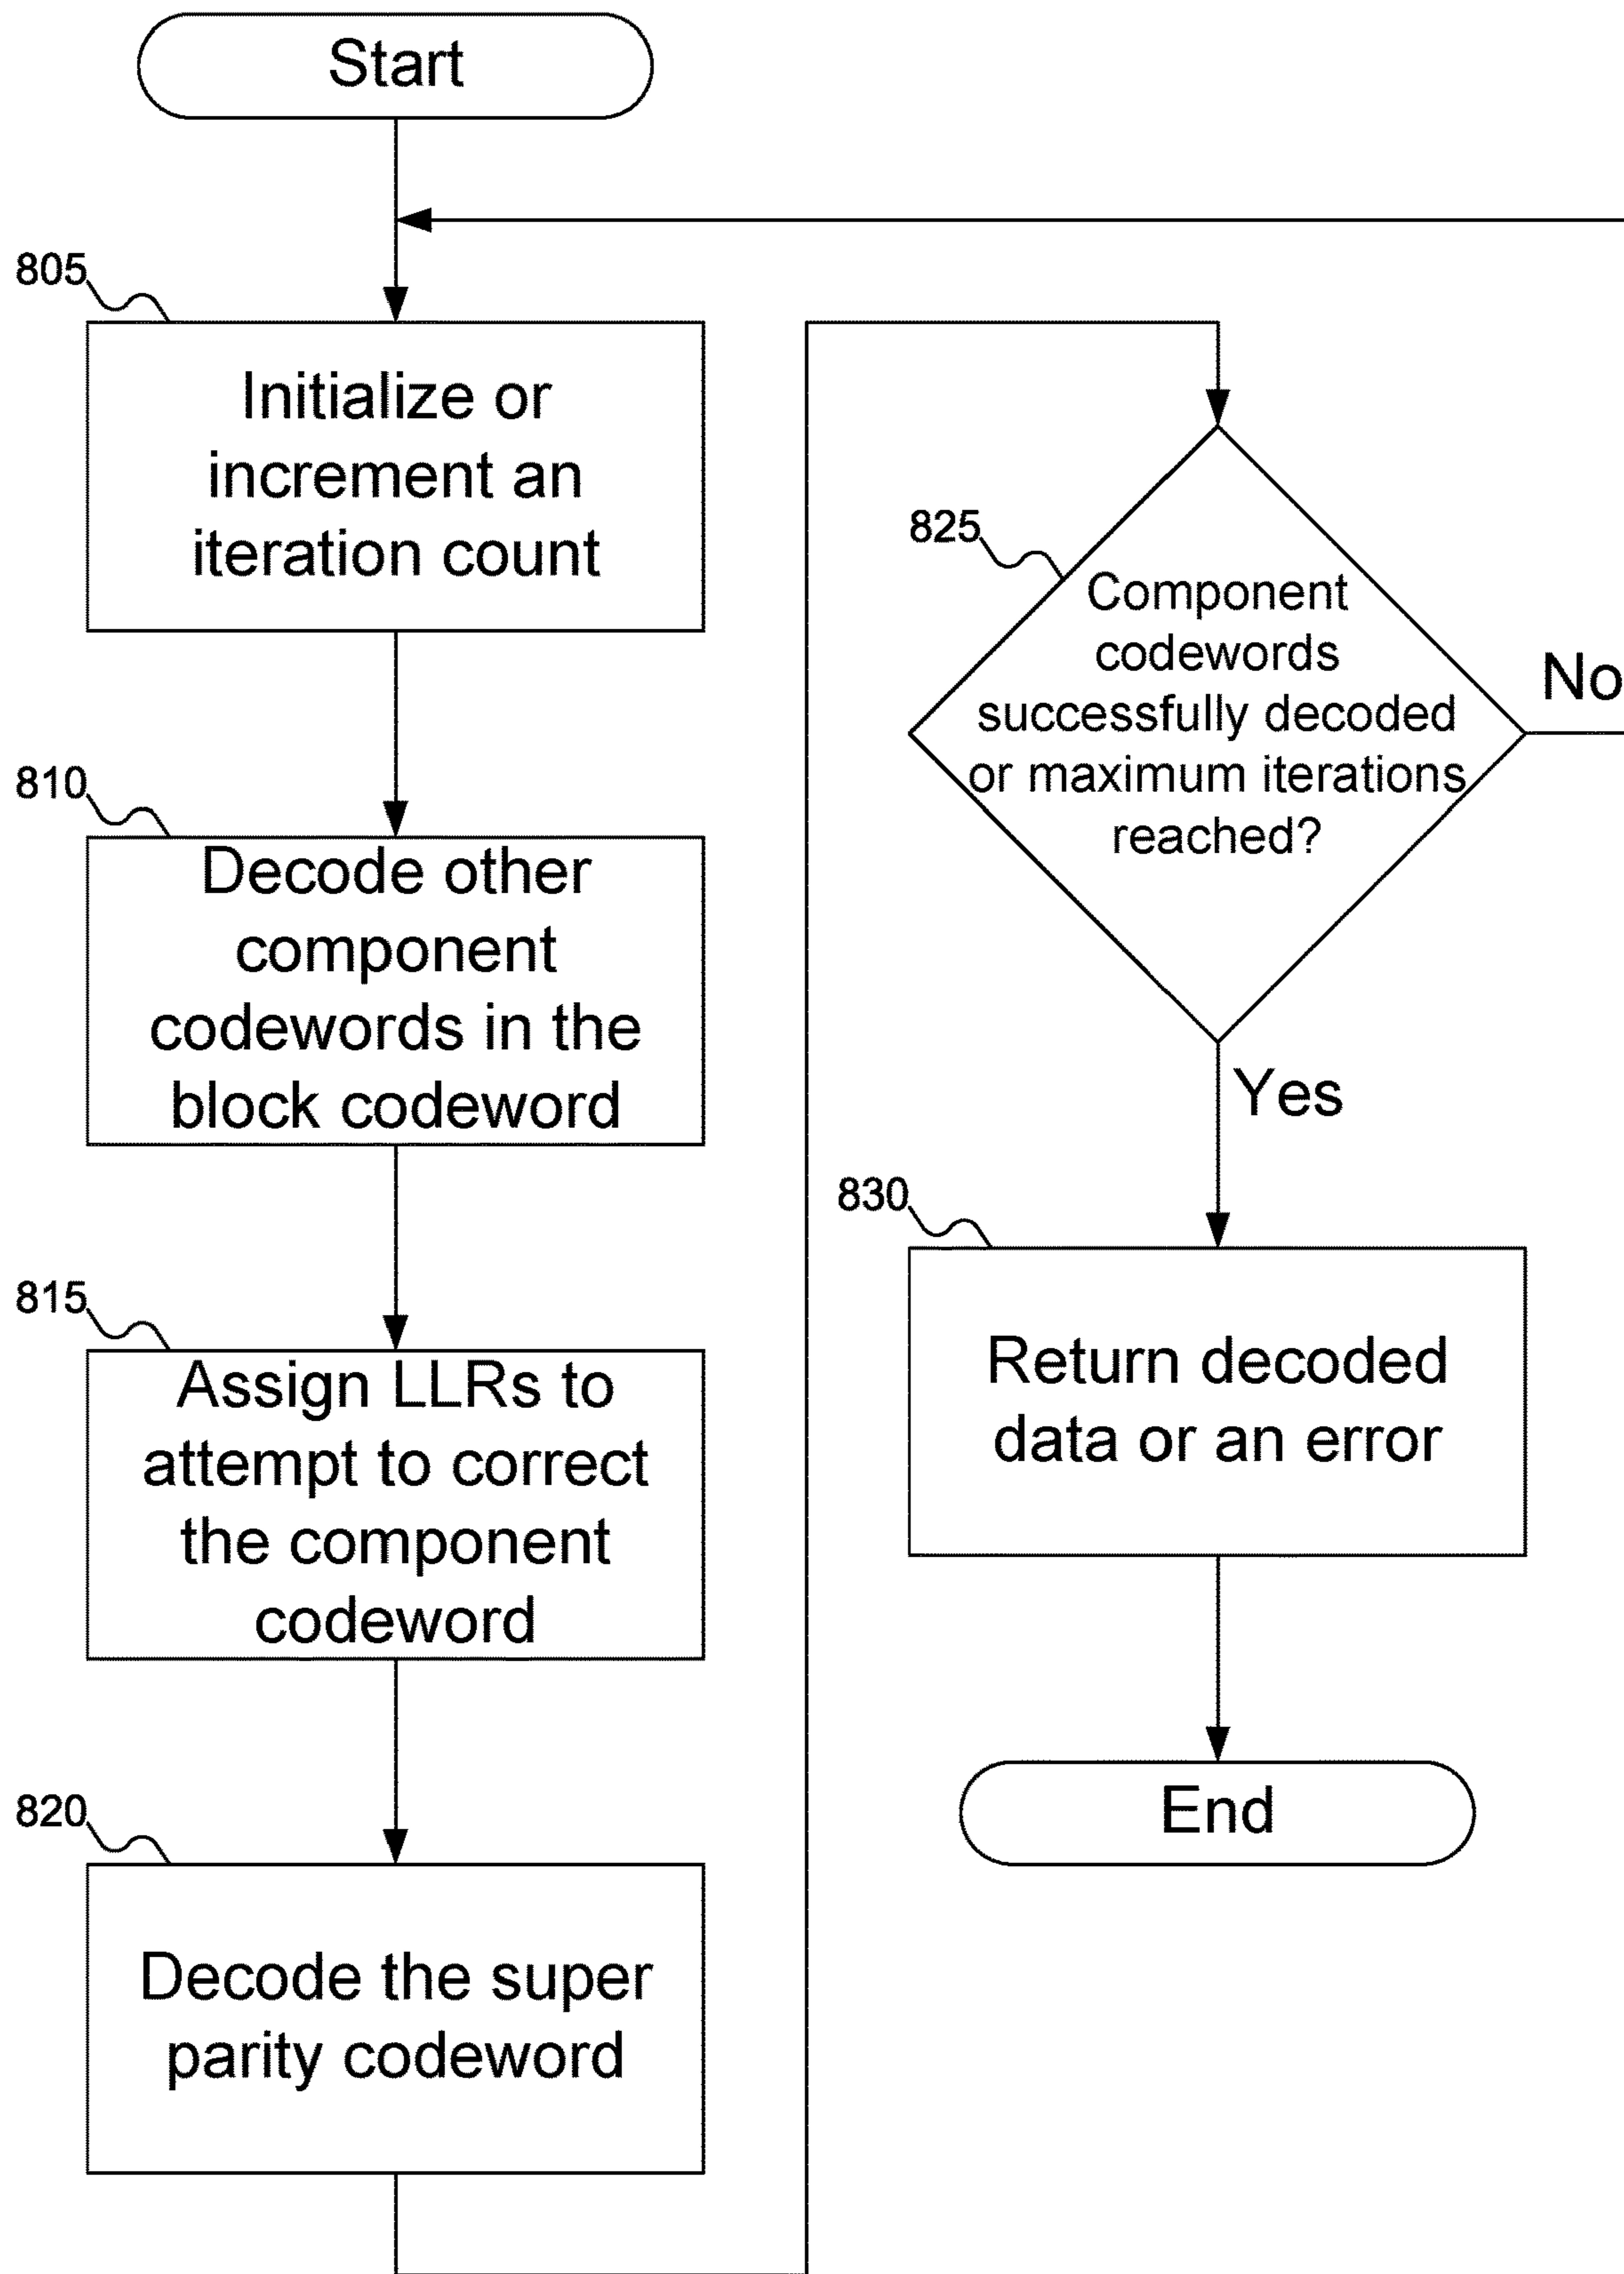 Start
805
Initialize or
increment an
iteration count
810
Decode other
component
codewords in the
block codeword
815
Assign LLRs to
attempt to correct
the component
codeword
820
Decode the super
parity codeword
825
Component
codewords
successfully decoded
or maximum iterations
reached?
No
Yes
830
Return decoded
data or an error
End